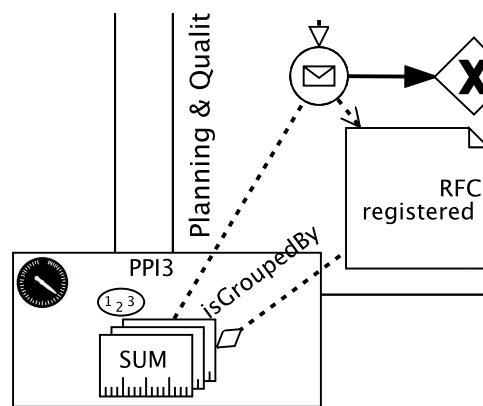 Planning & Qualit
X
RFC
registered
isGroupedBy
PPI3
1 2 3
SUM